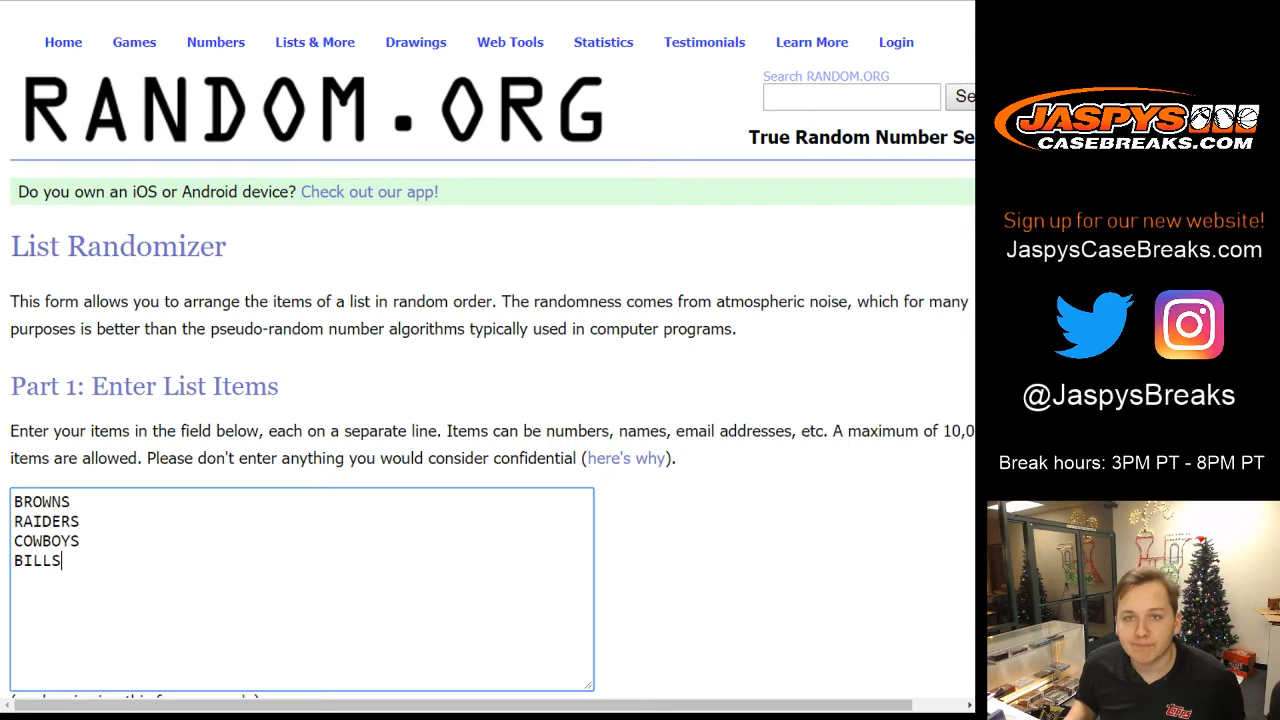 Home Games Numbers Lists & More Drawings Web Tools Statistics Testimonials Learn More Login
RANDOM.ORG
Search RANDOM.ORG
Se
True Random Number Se
Do you own an iOS or Android device? Check out our app!
List Randomizer
This form allows you to arrange the items of a list in random order. The randomness comes from atmospheric noise, which for many
purposes is better than the pseudo-random number algorithms typically used in computer programs.
Part 1: Enter List Items
Enter your items in the field below, each on a separate line. Items can be numbers, names, email addresses, etc. A maximum of 10,0
items are allowed. Please don't enter anything you would consider confidential (here's why).
BROWNS
RAIDERS
COWBOYS
BILLS
JASPYS
CASEBREAKS.COM
Sign up for our new website!
JaspysCaseBreaks.com
@JaspysBreaks
Break hours: 3PM PT - 8PM PT
Topps